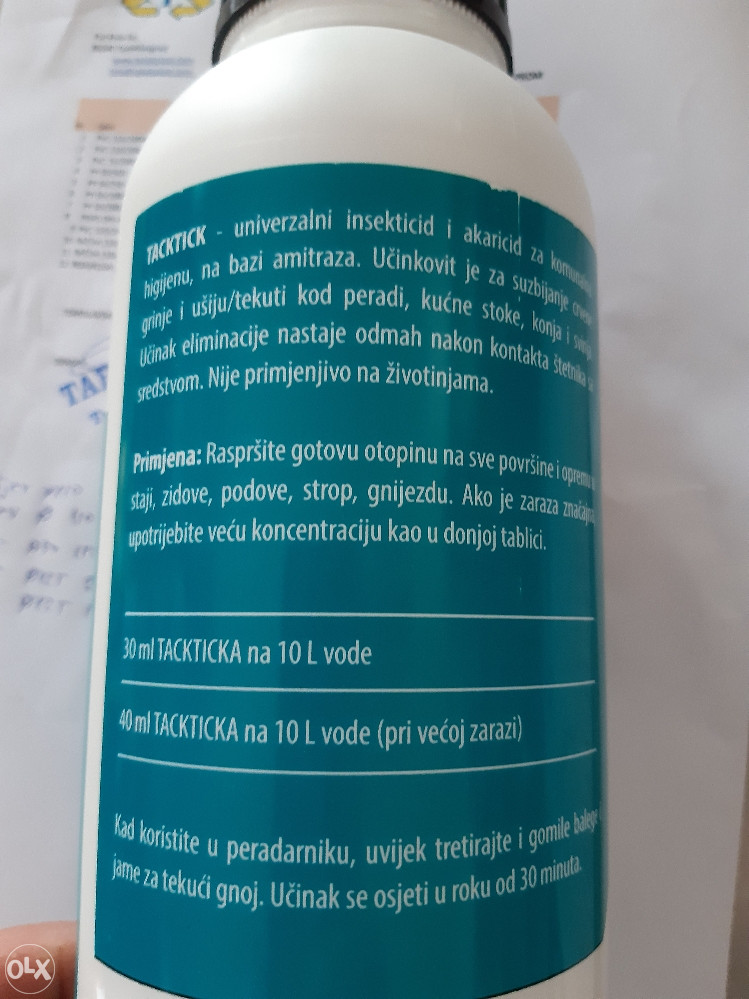 TACKTICK - univerzalni insekticid i akaricid za
higijenu, na bazi amitraza. Učinkovit je za suzbijanje
grinje i ušiju/tekuti kod peradi, kućne stoke, konja i
Učinak eliminacije nastaje odmah nakon kontakta štetnika
sredstvom. Nije primjenjivo na životinjama.
Primjena: Raspršite gotovu otopinu na sve površine i opremu
staji, zidove, podove, strop, gnijezdu. Ako je zaraza
upotrijebite veću koncentraciju kao u donjoj tablici.
30 ml TACKTICKA na 10 L vode
40 ml TACKTICKA na 10 L vode (pri većoj zarazi)
Kad koristite u peradarniku, uvijek tretirajte i gomile balege
jame za tekući gnoj. Učinak se osjeti u roku od 30 minuta.
OLX